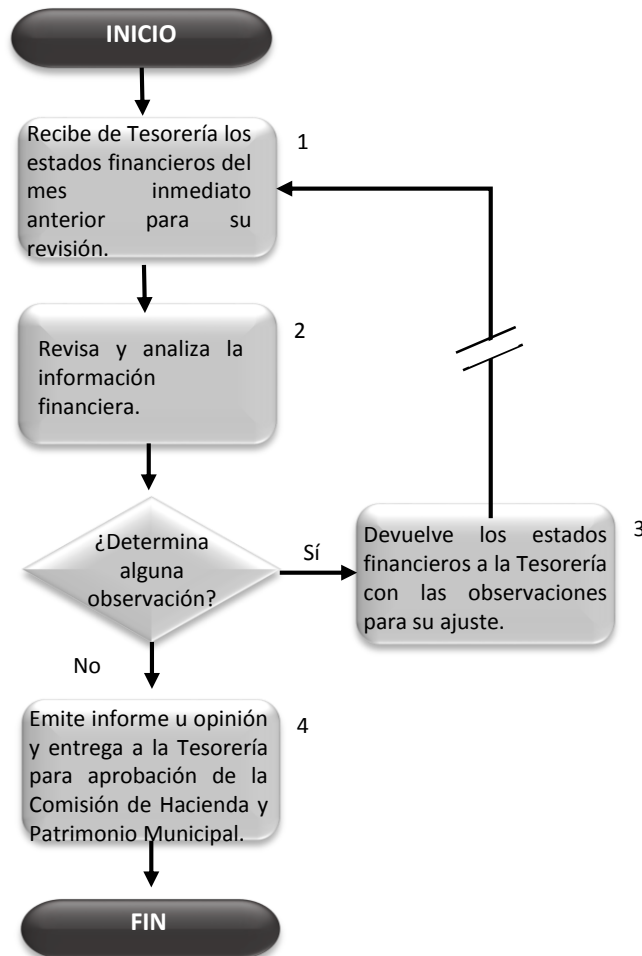 INICIO
Recibe de Tesorería los
estados financieros del
mes inmediato
anterior para su
revisión.
1
Revisa y analiza la
información
financiera.
2
¿Determina
alguna
observación?
Sí
Devuelve los estados
financieros a la Tesorería
con las observaciones
para su ajuste.
3
No
Emite informe u opinión
y entrega a la Tesorería
para aprobación de la
Comisión de Hacienda y
Patrimonio Municipal.
4
FIN